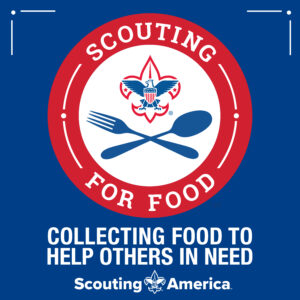 SCOUTING
FOR FOOD
®
COLLECTING FOOD TO
HELP OTHERS IN NEED
Scouting America